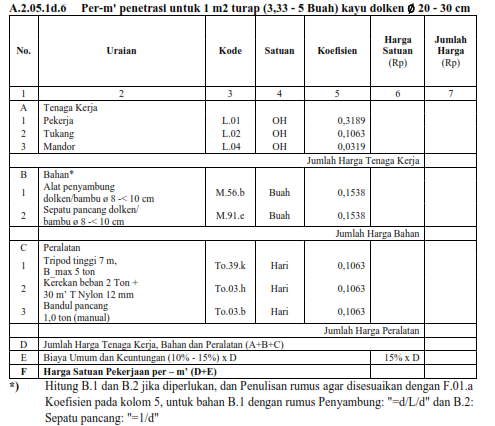 A.2.05.1d.6 Per-m' penetrasi untuk 1 m2 turap (3,33 - 5 Buah) kayu dolken Ø 20 - 30 cm
No. Uraian Kode Satuan Koefisien Harga Satuan (Rp) Jumlah Harga (Rp)
1 2 3 4 5 6 7
A Tenaga Kerja
1 Pekerja L.01 OH 0,3189
2 Tukang L.02 OH 0,1063
3 Mandor L.04 OH 0,0319
Jumlah Harga Tenaga Kerja
B Bahan*
1 Alat penyambung dolken/bambu ø 8 -< 10 cm M.56.b Buah 0,1538
2 Sepatu pancang dolken/ bambu ø 8 -< 10 cm M.91.e Buah 0,1538
Jumlah Harga Bahan
C Peralatan
1 Tripod tinggi 7 m, B_max 5 ton To.39.k Hari 0,1063
2 Kerekan beban 2 Ton + 30 m’ T Nylon 12 mm To.03.h Hari 0,1063
3 Bandul pancang 1,0 ton (manual) To.03.b Hari 0,1063
Jumlah Harga Peralatan
D Jumlah Harga Tenaga Kerja, Bahan dan Peralatan (A+B+C)
E Biaya Umum dan Keuntungan (10% - 15%) x D 15% x D
F Harga Satuan Pekerjaan per – m’ (D+E)
*) Hitung B.1 dan B.2 jika diperlukan, dan Penulisan rumus agar disesuaikan dengan F.01.a
Koefisien pada kolom 5, untuk bahan B.1 dengan rumus Penyambung: "=d/L/d" dan B.2:
Sepatu pancang: "=1/d"